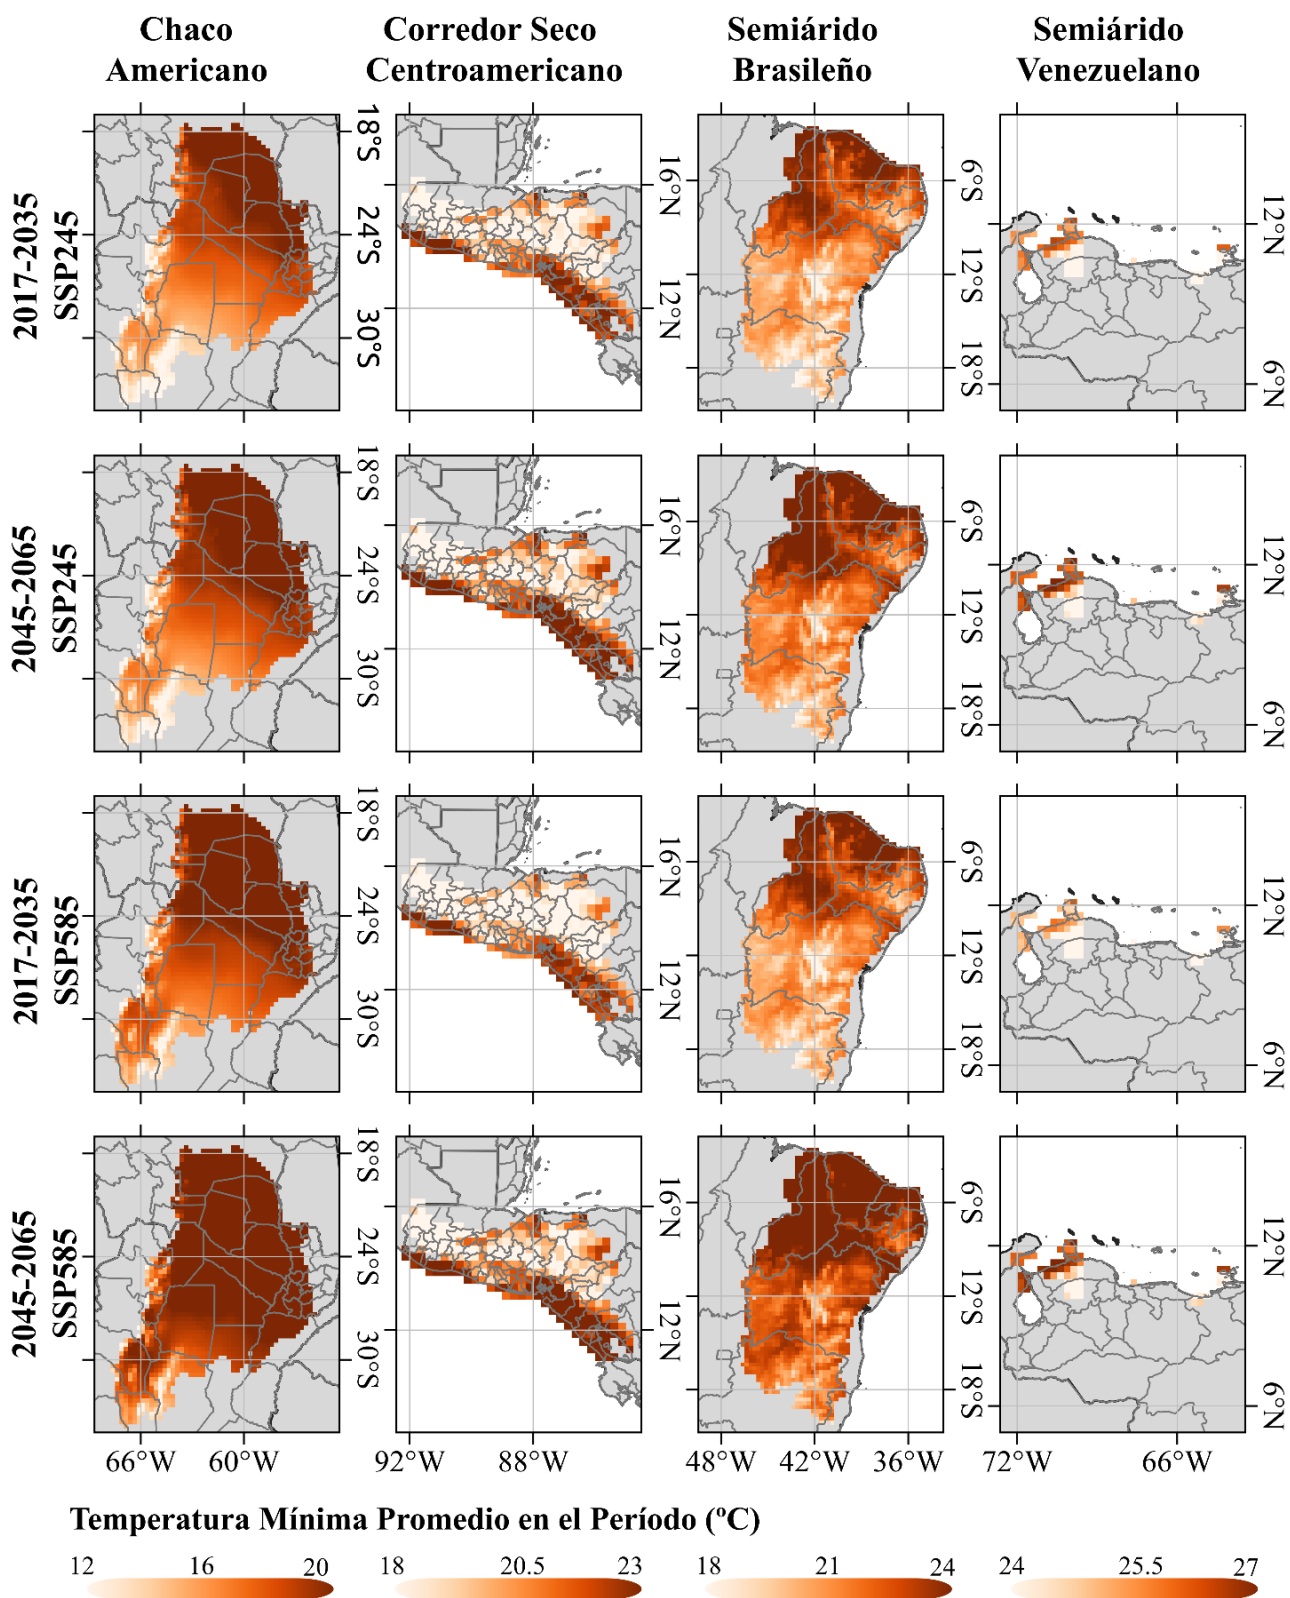 Chaco
Americano
Corredor Seco
Centroamericano
Semiárido
Brasileño
Semiárido
Venezuelano
2017-2035
SSP245
18°S
24°S
30°S
16°N
12°N
6°S
12°S
18°S
12°N
6°N
2045-2065
SSP245
18°S
24°S
30°S
16°N
12°N
6°S
12°S
18°S
12°N
6°N
2017-2035
SSP585
18°S
24°S
30°S
16°N
12°N
6°S
12°S
18°S
12°N
6°N
2045-2065
SSP585
18°S
24°S
30°S
16°N
12°N
6°S
12°S
18°S
12°N
6°N
66°W 60°W 92°W 88°W 48°W 42°W 36°W 72°W 66°W
Temperatura Mínima Promedio en el Período (ºC)
12 16 20 18 20.5 23 18 21 24 24 25.5 27